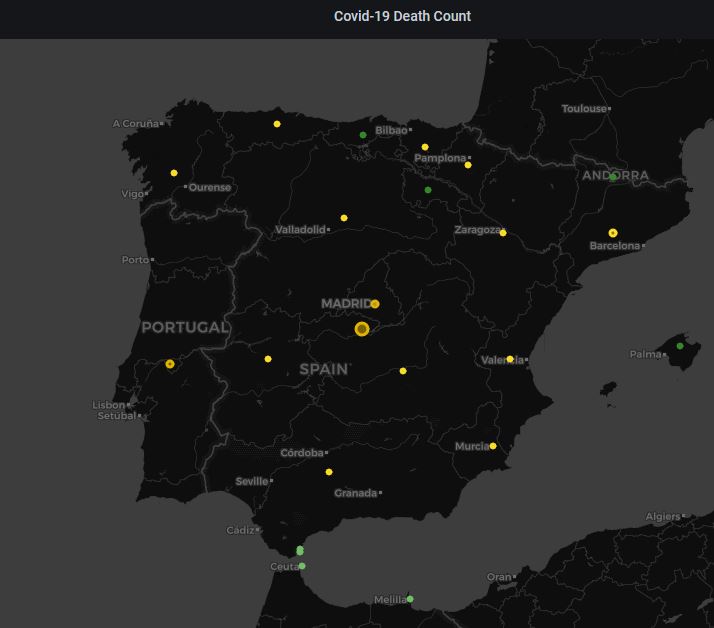 Covid-19 Death Count
Toulouse
A Coruña
Bilbao
Pamplona
ANDORRA
Ourense
Vigo
Valladolid
Zaragoza
Barcelona
Porto
MADRID
PORTUGAL
Palma
Valencia
SPAIN
Lisbon
Setúbal
Murcia
Córdoba
Seville
Granada
Algiers
Cádiz
Ceuta
Oran
Melilla